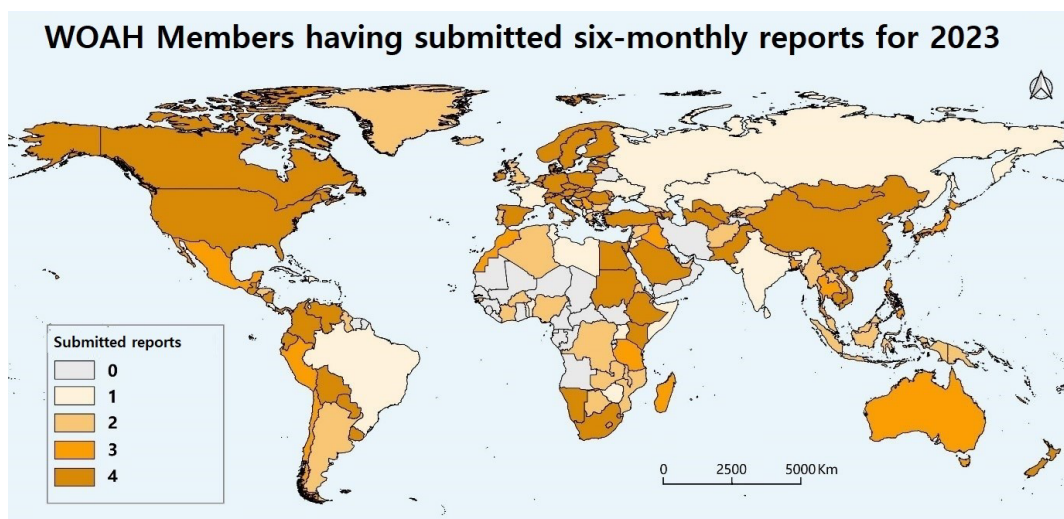 WOAH Members having submitted six-monthly reports for 2023
Submitted reports
0
1
2
3
4
0 2500 5000 Km